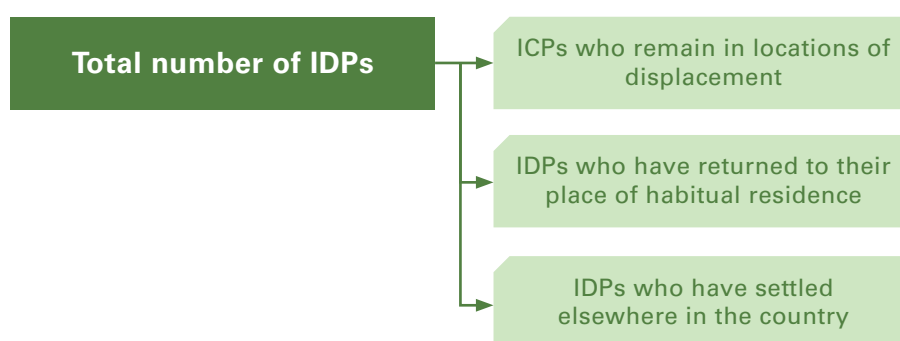 Total number of IDPs
ICPs who remain in locations of
displacement
IDPs who have returned to their
place of habitual residence
IDPs who have settled
elsewhere in the country